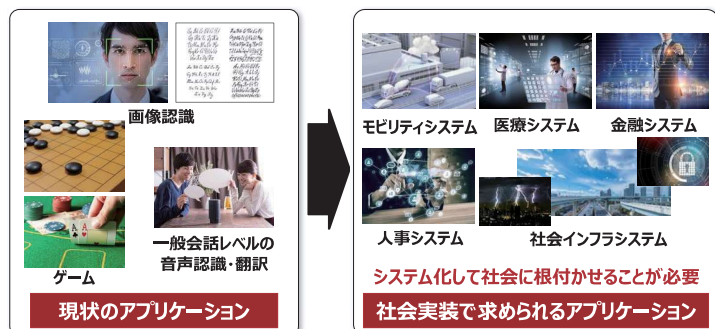 画像認識
一般会話レベルの
音声認識・翻訳
ゲーム
現状のアプリケーション
モビリティシステム
医療システム
金融システム
人事システム
社会インフラシステム
システム化して社会に根付かせることが必要
社会実装で求められるアプリケーション